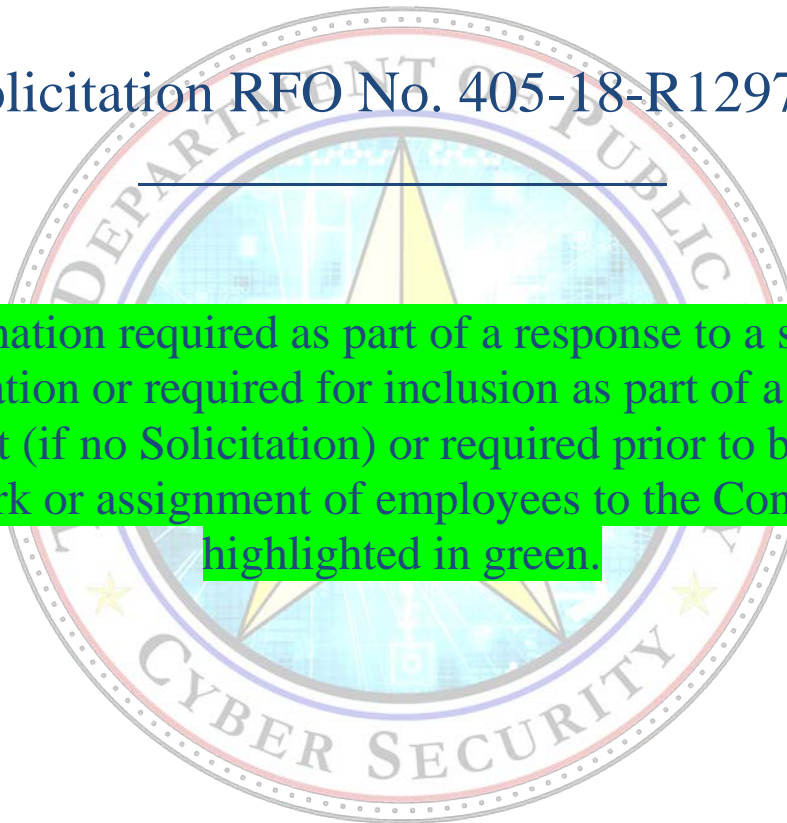 olicitation RFO No. 405-18-R1297
DEPARTMENT OF PUBLIC
nation required as part of a response to a s
ation or required for inclusion as part of a
t (if no Solicitation) or required prior to b
rk or assignment of employees to the Con
highlighted in green.
CYBER SECURITY